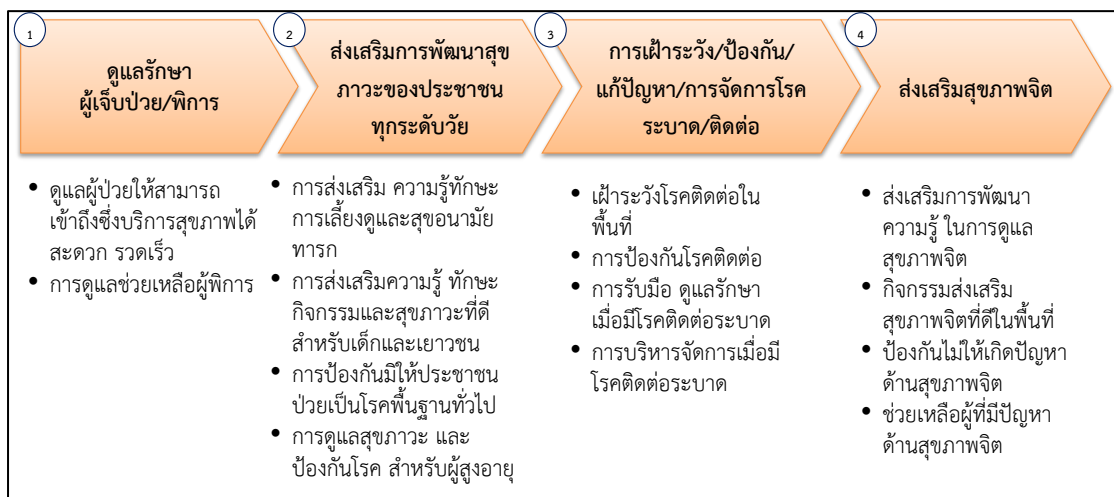 1
ดูแลรักษา
ผู้เจ็บป่วย/พิการ
2
ส่งเสริมการพัฒนาสุข
ภาวะของประชาชน
ทุกระดับวัย
3
การเฝ้าระวัง/ป้องกัน/
แก้ปัญหา/การจัดการโรค
ระบาด/ติดต่อ
4
ส่งเสริมสุขภาพจิต
• ดูแลผู้ป่วยให้สามารถ
เข้าถึงซึ่งบริการสุขภาพได้
สะดวก รวดเร็ว
• การดูแลช่วยเหลือผู้พิการ
• การส่งเสริม ความรู้ทักษะ
การเลี้ยงดูและสุขอนามัย
ทารก
• การส่งเสริมความรู้ ทักษะ
กิจกรรมและสุขภาวะที่ดี
สำหรับเด็กและเยาวชน
• การป้องกันมิให้ประชาชน
ป่วยเป็นโรคพื้นฐานทั่วไป
• การดูแลสุขภาวะ และ
ป้องกันโรค สำหรับผู้สูงอายุ
• เฝ้าระวังโรคติดต่อใน
พื้นที่
• การป้องกันโรคติดต่อ
• การรับมือ ดูแลรักษา
เมื่อมีโรคติดต่อระบาด
• การบริหารจัดการเมื่อมี
โรคติดต่อระบาด
• ส่งเสริมการพัฒนา
ความรู้ ในการดูแล
สุขภาพจิต
• กิจกรรมส่งเสริม
สุขภาพจิตที่ดีในพื้นที่
• ป้องกันไม่ให้เกิดปัญหา
ด้านสุขภาพจิต
• ช่วยเหลือผู้ที่มีปัญหา
ด้านสุขภาพจิต